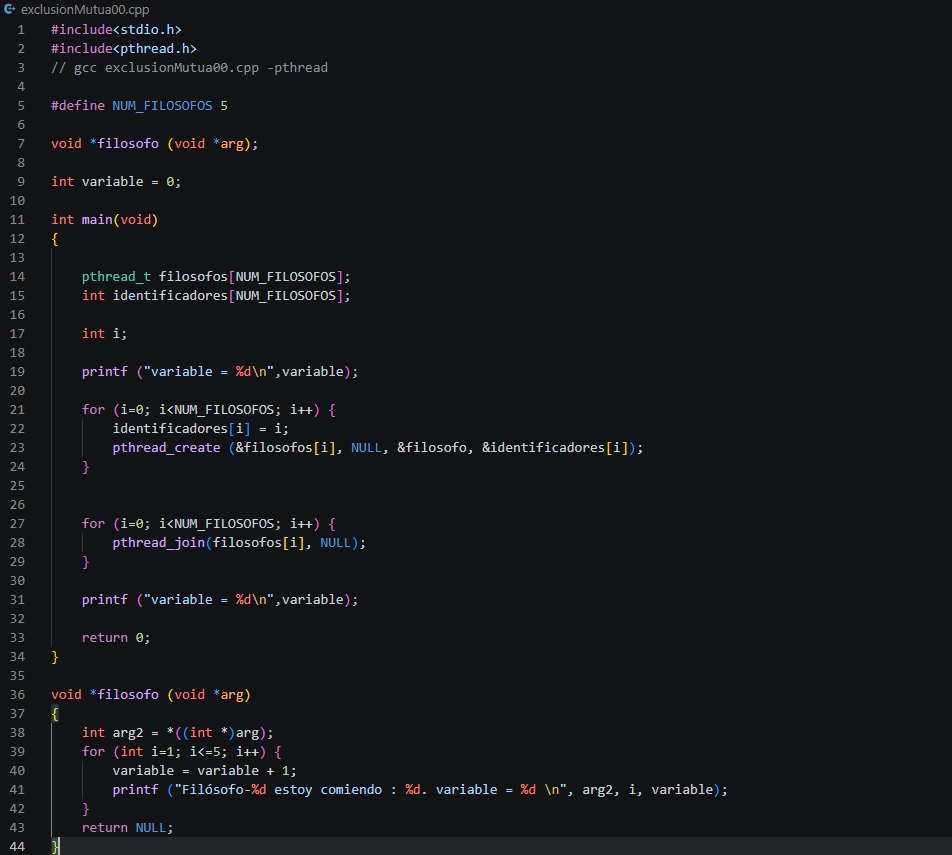 exclusionMutua00.cpp
1 #include<stdio.h>
2 #include<pthread.h>
3 // gcc exclusionMutua00.cpp -pthread
4
5 #define NUM_FILOSOFOS 5
6
7 void *filosofo (void *arg);
8
9 int variable = 0;
10
11 int main(void)
12 {
13
14     pthread_t filosofos[NUM_FILOSOFOS];
15     int identificadores[NUM_FILOSOFOS];
16
17     int i;
18
19     printf ("variable = %d\n",variable);
20
21     for (i=0; i<NUM_FILOSOFOS; i++) {
22         identificadores[i] = i;
23         pthread_create (&filosofos[i], NULL, &filosofo, &identificadores[i]);
24     }
25
26
27     for (i=0; i<NUM_FILOSOFOS; i++) {
28         pthread_join(filosofos[i], NULL);
29     }
30
31     printf ("variable = %d\n",variable);
32
33     return 0;
34 }
35
36 void *filosofo (void *arg)
37 {
38     int arg2 = *((int *)arg);
39     for (int i=1; i<=5; i++) {
40         variable = variable + 1;
41         printf ("Filósofo-%d estoy comiendo : %d. variable = %d \n", arg2, i, variable);
42     }
43     return NULL;
44 }